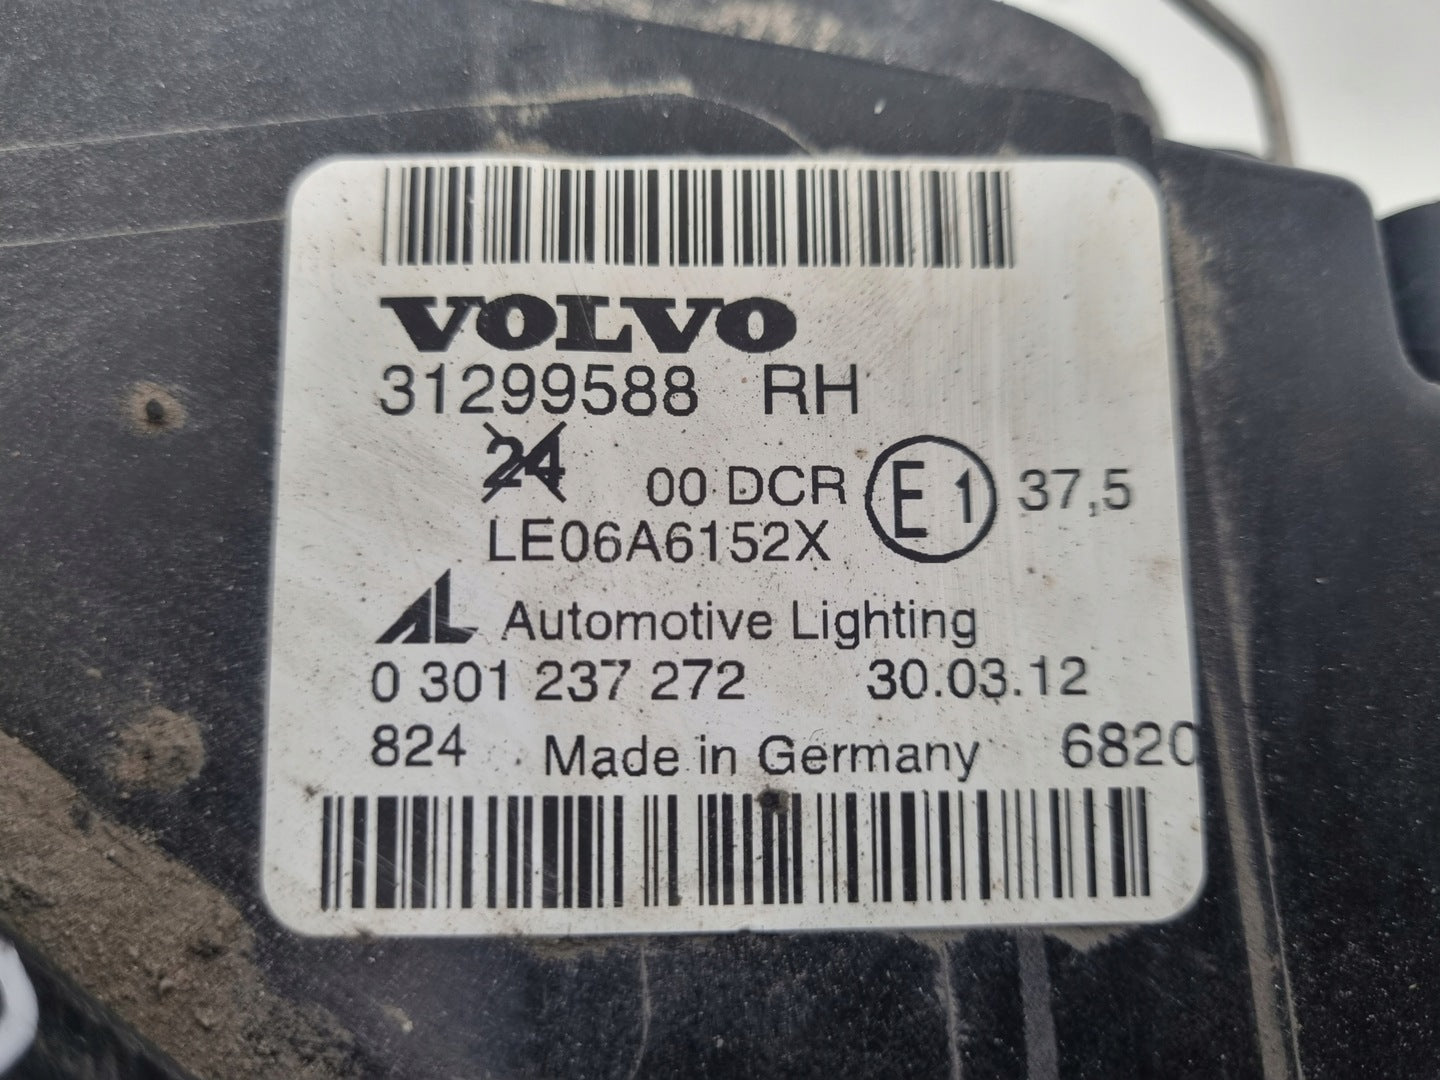 VOLVO
31299588 RH
24 00 DCR E1 37,5
LE06A6152X
AL Automotive Lighting
0 301 237 272 30.03.12
824 Made in Germany 6820